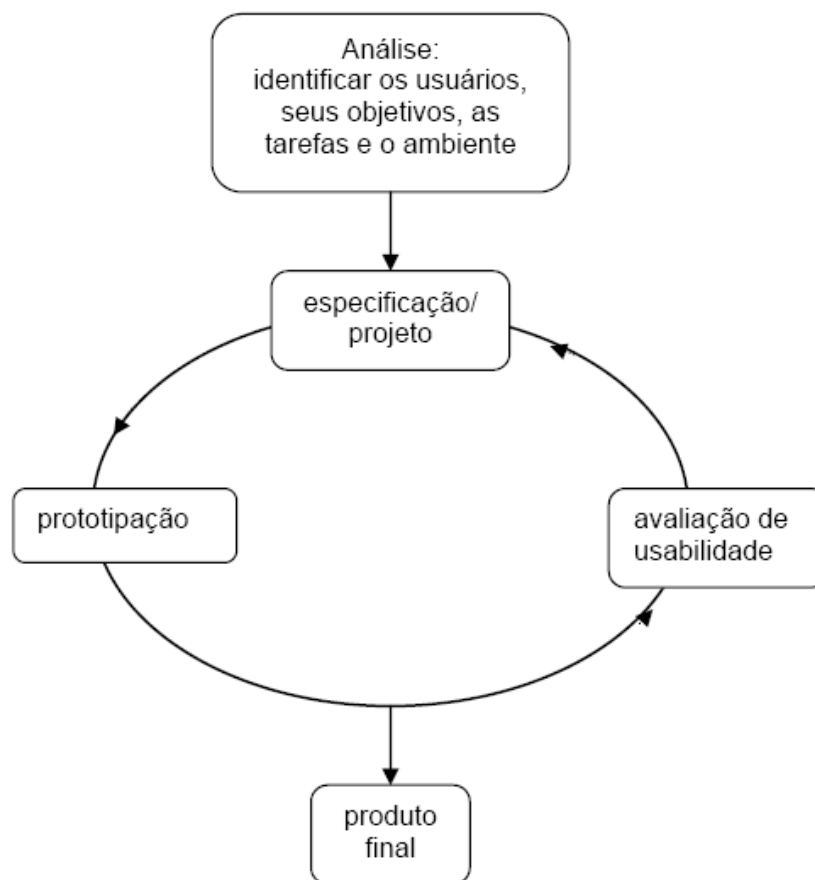 Análise:
identificar os usuários,
seus objetivos, as
tarefas e o ambiente
especificação/
projeto
prototipação
avaliação de
usabilidade
produto
final